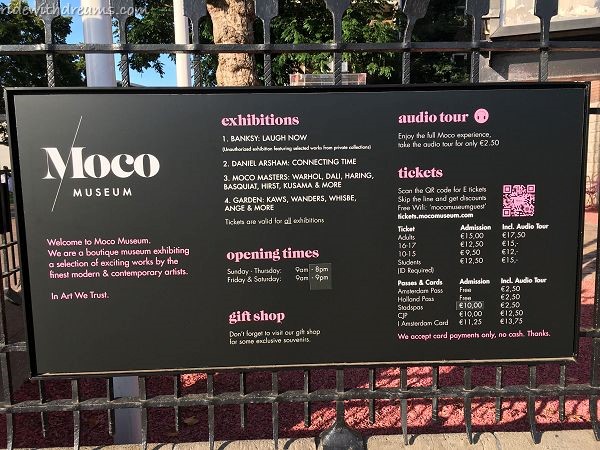 ridewithdreams.com
Moco
MUSEUM
Welcome to Moco Museum.
We are a boutique museum exhibiting
a selection of exciting works by the
finest modern & contemporary artists.
In Art We Trust.
exhibitions
1. BANKSY: LAUGH NOW
(Unauthorized exhibition featuring selected works from private collections)
2. DANIEL ARSHAM: CONNECTING TIME
3. MOCO MASTERS: WARHOL, DALI, HARING,
BASQUIAT, HIRST, KUSAMA & MORE
4. GARDEN: KAWS, WANDERS, WHISBE,
ANGE & MORE
Tickets are valid for all exhibitions
opening times
Sunday - Thursday: 9am - 8pm
Friday & Saturday: 9am - 9pm
gift shop
Don't forget to visit our gift shop
for some exclusive souvenirs.
audio tour
Enjoy the full Moco experience,
take the audio tour for only €2.50
tickets
Scan the QR code for E tickets
Skip the line and get discounts
Free Wifi: 'mocomuseumguest'
tickets.mocomuseum.com
Ticket Admission Incl. Audio Tour
Adults €15,00 €17,50
16-17 €12,50 €15,-
10-15 €9,50 €12,-
Students €12,50 €15,-
(ID Required)
Passes & Cards Admission Incl. Audio Tour
Amsterdam Pass Free €2,50
Holland Pass Free €2,50
Stadspas €10,00 €2,50
CJP €10,00 €12,50
I Amsterdam Card €11,25 €13,75
We accept card payments only, no cash. Thanks.